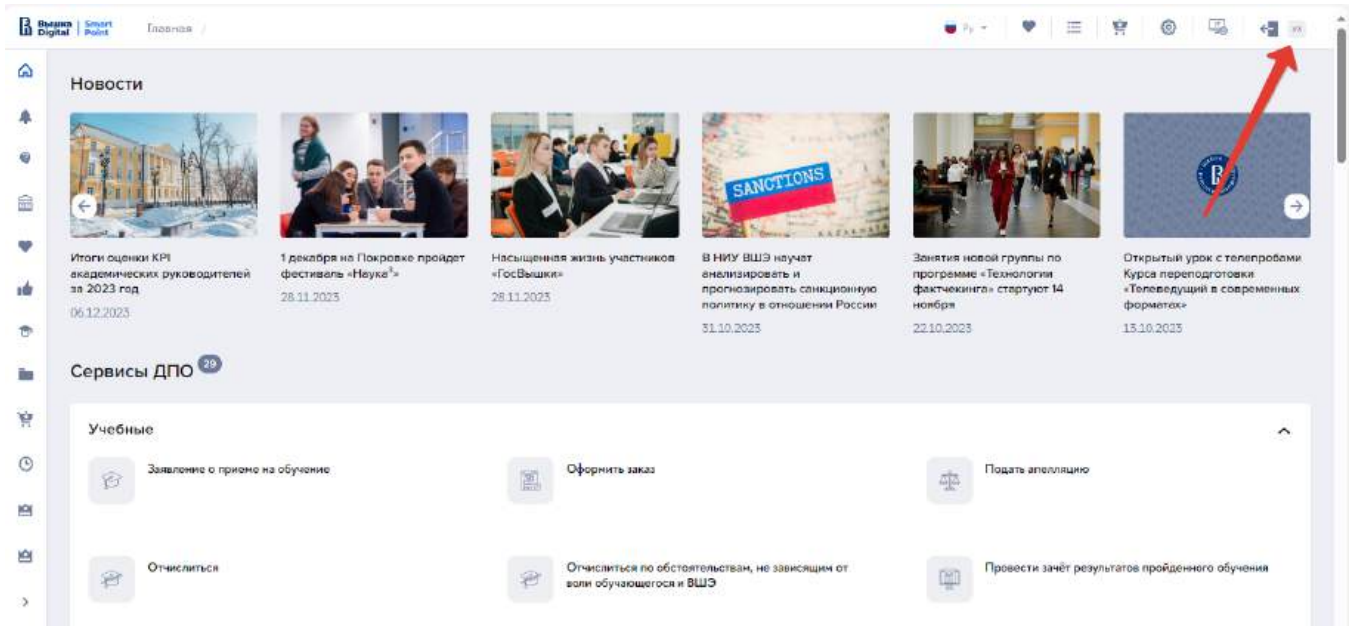 Вышка Digital | Smart Point
Главная /
Ру
Новости
SANCTIONS
Итоги оценки KPI
академических руководителей
за 2023 год
06.12.2023
1 декабря на Покровке пройдет
фестиваль «Наука⁵»
28.11.2023
Насыщенная жизнь участников
«ГосВышки»
28.11.2023
В НИУ ВШЭ научат
анализировать и
прогнозировать санкционную
политику в отношении России
31.10.2023
Занятия новой группы по
программе «Технологии
фактчекинга» стартуют 14
ноября
22.10.2023
Открытый урок с телепробами
Курса переподготовки
«Телеведущий в современных
форматах»
13.10.2023
Сервисы ДПО 29
Учебные
Заявление о приеме на обучение
Оформить заказ
Подать апелляцию
Отчислиться
Отчислиться по обстоятельствам, не зависящим от
воли обучающегося и ВШЭ
Провести зачёт результатов пройденного обучения